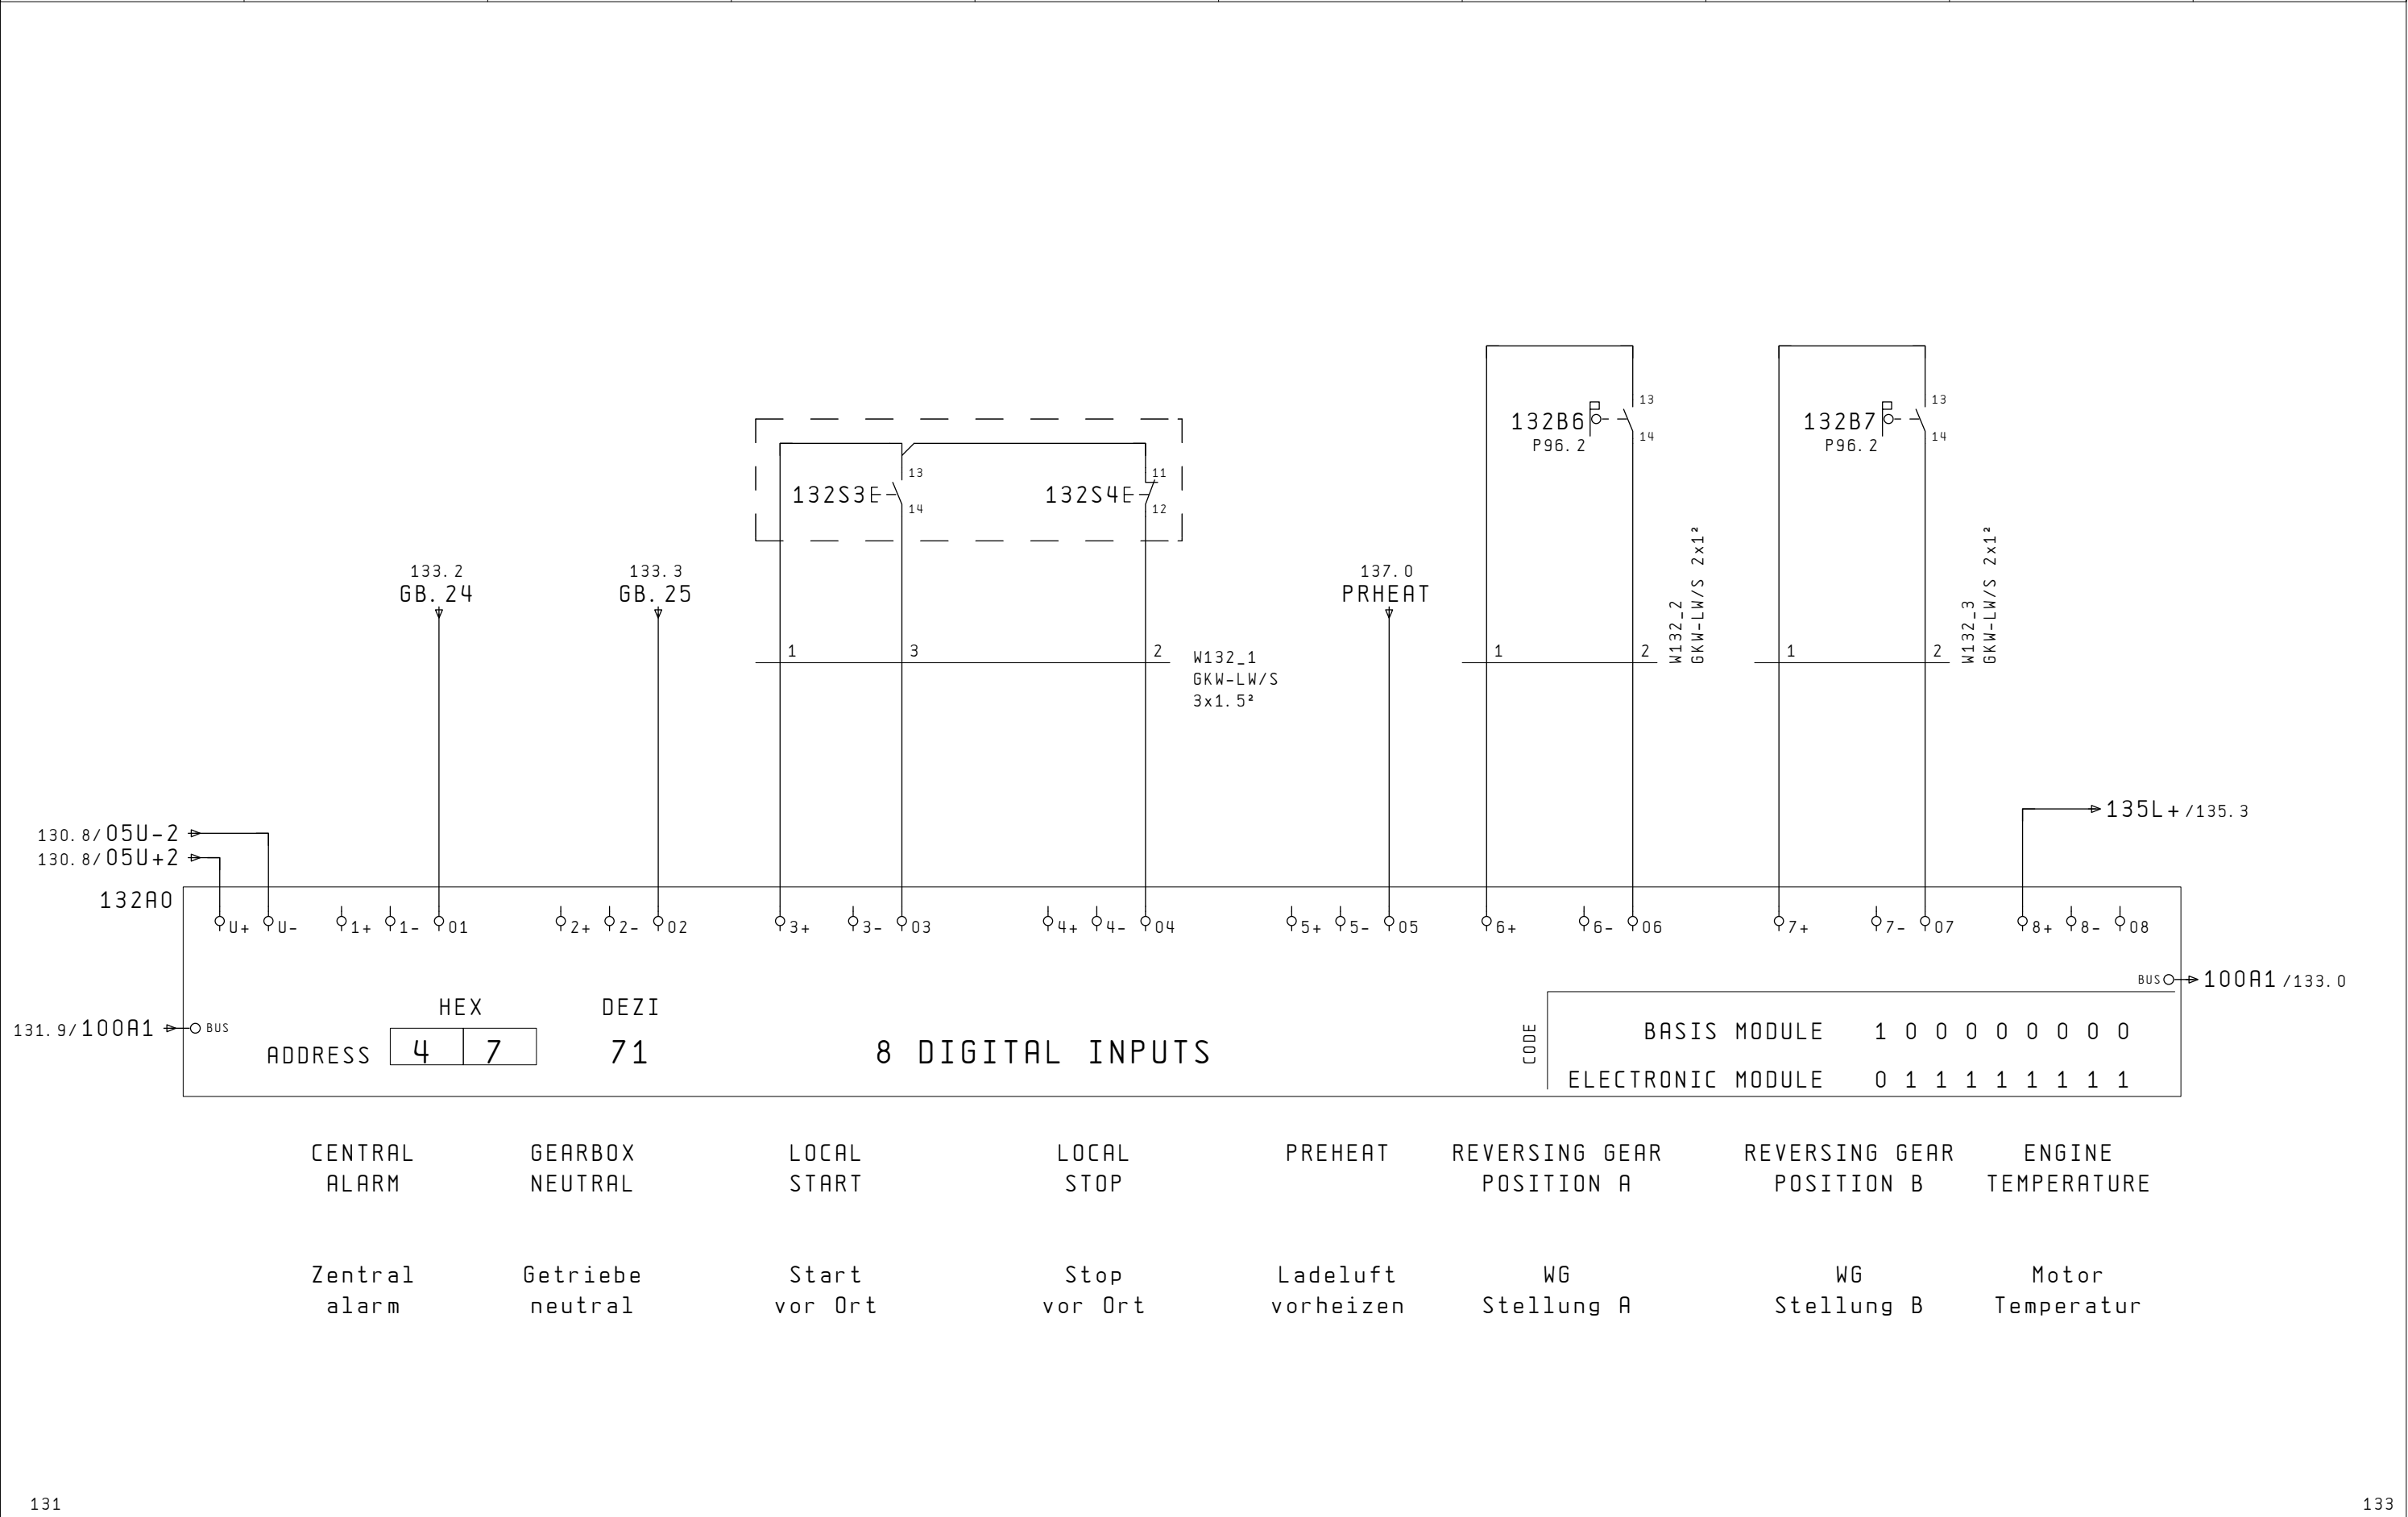 132B6
P96.2
13
14
132B7
P96.2
13
14
132S3
13
14
132S4
11
12
133.2
GB.24
133.3
GB.25
137.0
PRHEAT
W132_2
GKW-LW/S 2x1²
W132_3
GKW-LW/S 2x1²
1 3 2
1 2
1 2
W132_1
GKW-LW/S
3x1.5²
130.8/05U-2
130.8/05U+2
135L+/135.3
132A0
U+ U- 1+ 1- 01 2+ 2- 02 3+ 3- 03 4+ 4- 04 5+ 5- 05 6+ 6- 06 7+ 7- 07 8+ 8- 08
BUS 100A1/133.0
131.9/100A1 BUS
HEX DEZI
ADDRESS 4 7 71
8 DIGITAL INPUTS
CODE
BASIS MODULE 1 0 0 0 0 0 0 0 0
ELECTRONIC MODULE 0 1 1 1 1 1 1 1 1
CENTRAL
ALARM
GEARBOX
NEUTRAL
LOCAL
START
LOCAL
STOP
PREHEAT
REVERSING GEAR
POSITION A
REVERSING GEAR
POSITION B
ENGINE
TEMPERATURE
Zentral
alarm
Getriebe
neutral
Start
vor Ort
Stop
vor Ort
Ladeluft
vorheizen
WG
Stellung A
WG
Stellung B
Motor
Temperatur
131
133